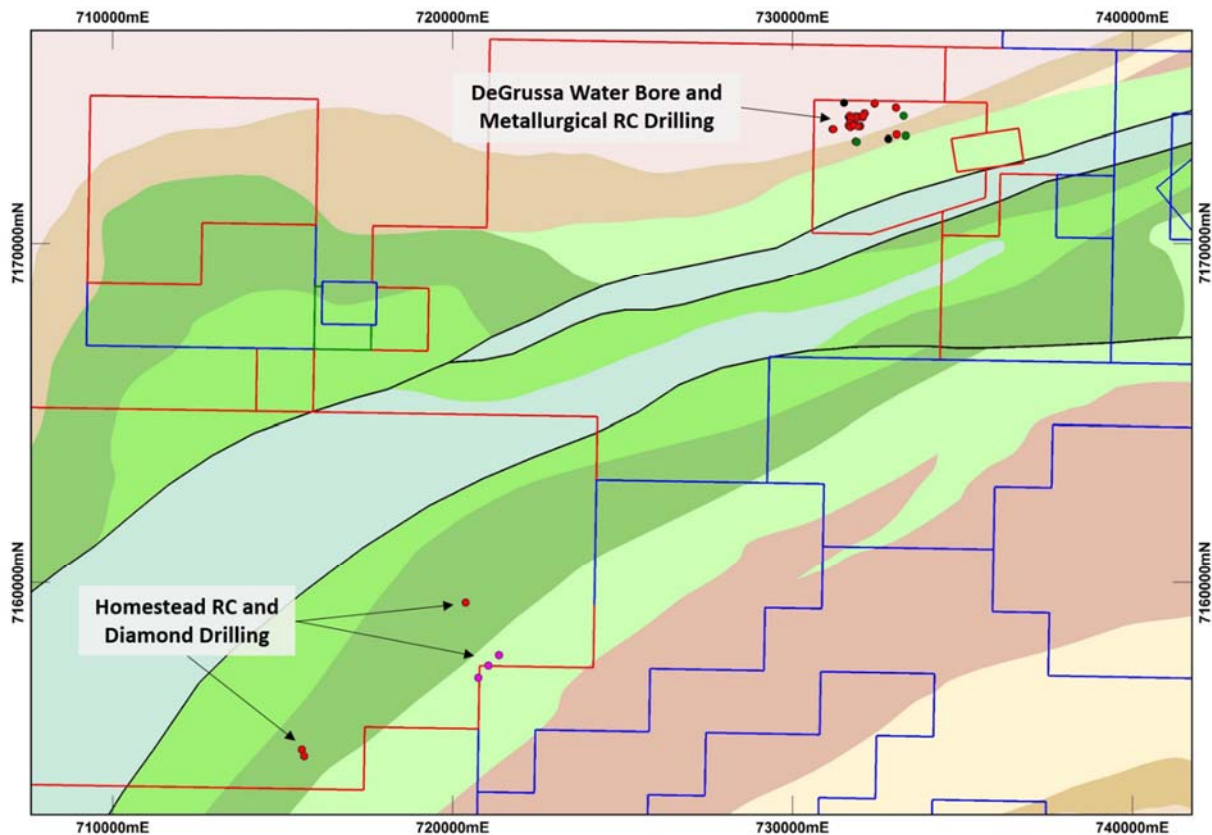 710000mE
720000mE
730000mE
740000mE
DeGrussa Water Bore and
Metallurgical RC Drilling
7170000mN
7170000mN
7160000mN
7160000mN
Homestead RC and
Diamond Drilling
710000mE
720000mE
730000mE
740000mE